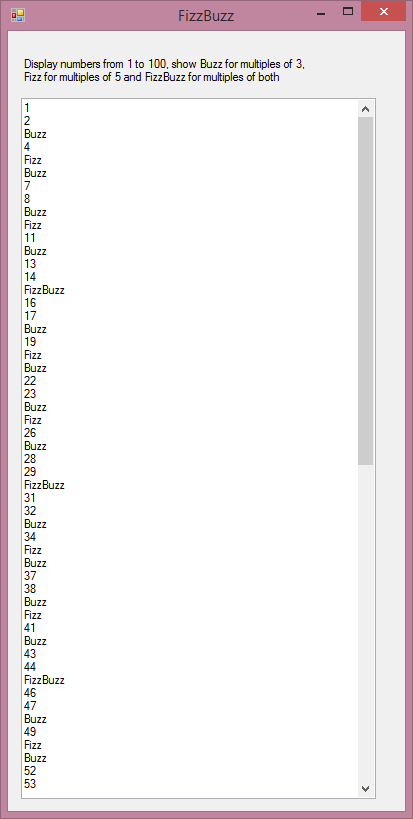 FizzBuzz
Display numbers from 1 to 100, show Buzz for multiples of 3,
Fizz for multiples of 5 and FizzBuzz for multiples of both
1
2
Buzz
4
Fizz
Buzz
7
8
Buzz
Fizz
11
Buzz
13
14
FizzBuzz
16
17
Buzz
19
Fizz
Buzz
22
23
Buzz
Fizz
26
Buzz
28
29
FizzBuzz
31
32
Buzz
34
Fizz
Buzz
37
38
Buzz
Fizz
41
Buzz
43
44
FizzBuzz
46
47
Buzz
49
Fizz
Buzz
52
53